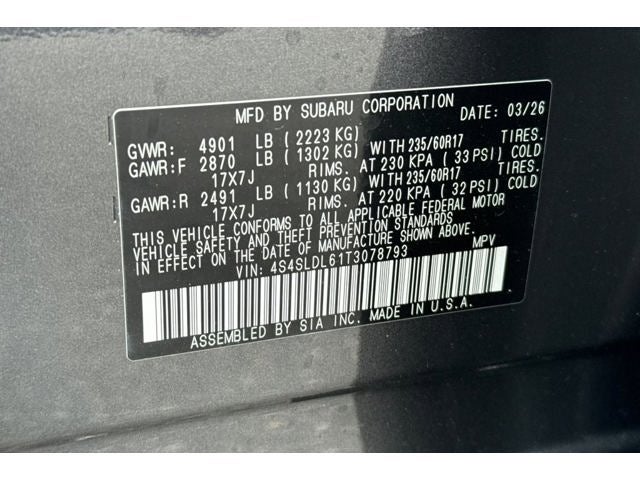 MFD BY SUBARU CORPORATION DATE: 03/26
GVWR: 4901 LB (2223 KG)
GAWR:F 2870 LB (1302 KG) WITH 235/60R17 TIRES.
17X7J RIMS. AT 230 KPA (33 PSI) COLD
GAWR:R 2491 LB (1130 KG) WITH 235/60R17 TIRES.
17X7J RIMS. AT 220 KPA (32 PSI) COLD
THIS VEHICLE CONFORMS TO ALL APPLICABLE FEDERAL MOTOR
VEHICLE SAFETY AND THEFT PREVENTION STANDARDS
IN EFFECT ON THE DATE OF MANUFACTURE SHOWN ABOVE.
VIN: 4S4SLDL61T3078793 MPV
ASSEMBLED BY SIA INC. MADE IN U.S.A.